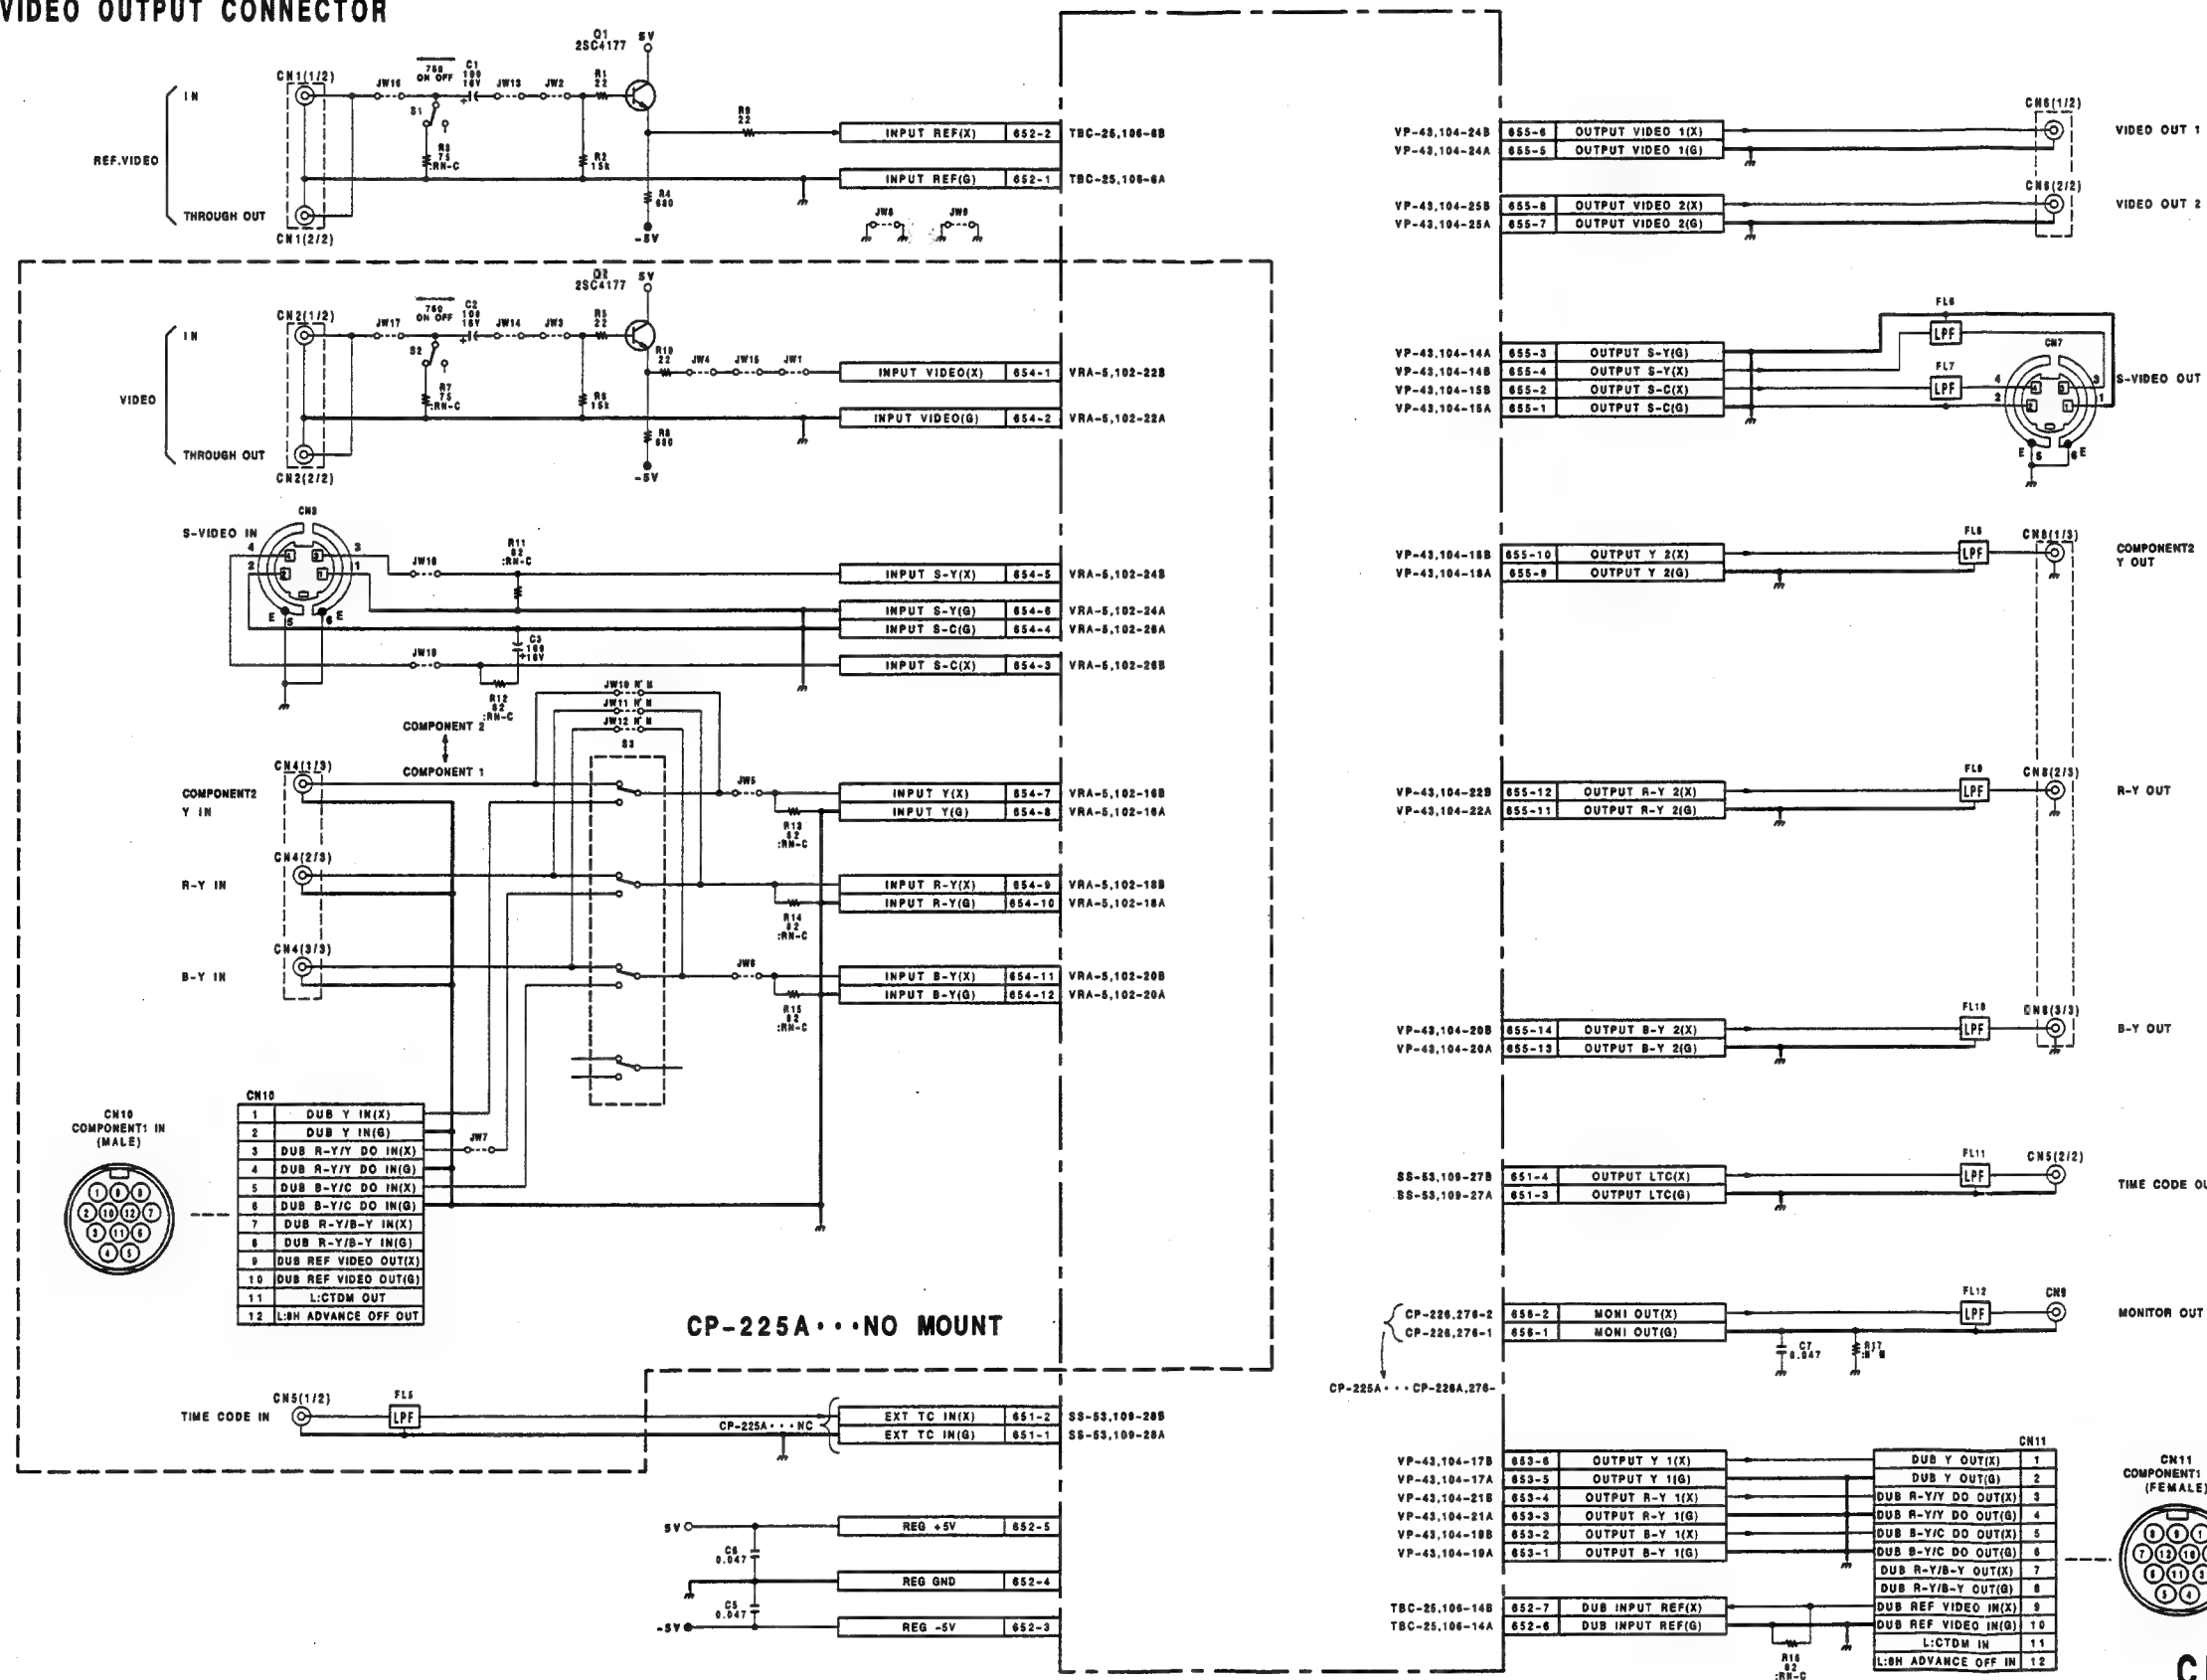 VIDEO OUTPUT CONNECTOR
REF.VIDEO
IN
THROUGH OUT
CN1(1/2)
CN1(2/2)
JW16
75Ω
ON OFF
S1
R3
75
:RN-C
C1
100
16V
JW13
JW2
R1
22
R2
15k
Q1
2SC4177
5V
R4
680
-5V
R9
22
INPUT REF(X) 652-2 TBC-25,106-6B
INPUT REF(G) 652-1 TBC-25,106-6A
JW8
JW9
VIDEO
IN
THROUGH OUT
CN2(1/2)
CN2(2/2)
JW17
75Ω
ON OFF
S2
R7
75
:RN-C
C2
100
16V
JW14
JW3
R5
22
R6
15k
Q2
2SC4177
5V
R8
680
-5V
R10
22
JW4
JW15
JW1
INPUT VIDEO(X) 654-1 VRA-5,102-22B
INPUT VIDEO(G) 654-2 VRA-5,102-22A
S-VIDEO IN
CN3
4
2
3
1
E
5
6
E
JW18
R11
82
:RN-C
C3
100
16V
JW19
R12
82
:RN-C
INPUT S-Y(X) 654-5 VRA-5,102-24B
INPUT S-Y(G) 654-6 VRA-5,102-24A
INPUT S-C(G) 654-4 VRA-5,102-26A
INPUT S-C(X) 654-3 VRA-5,102-26B
JW10 N'M
JW11 N'M
JW12 N'M
S3
COMPONENT 2
COMPONENT 1
COMPONENT2
Y IN
R-Y IN
B-Y IN
CN4(1/3)
CN4(2/3)
CN4(3/3)
JW5
R13
82
:RN-C
R14
82
:RN-C
JW6
R15
82
:RN-C
INPUT Y(X) 654-7 VRA-5,102-16B
INPUT Y(G) 654-8 VRA-5,102-16A
INPUT R-Y(X) 654-9 VRA-5,102-18B
INPUT R-Y(G) 654-10 VRA-5,102-18A
INPUT B-Y(X) 654-11 VRA-5,102-20B
INPUT B-Y(G) 654-12 VRA-5,102-20A
CN10
COMPONENT1 IN
(MALE)
CN10
1 DUB Y IN(X)
2 DUB Y IN(G)
3 DUB R-Y/Y DO IN(X)
4 DUB R-Y/Y DO IN(G)
5 DUB B-Y/C DO IN(X)
6 DUB B-Y/C DO IN(G)
7 DUB R-Y/B-Y IN(X)
8 DUB R-Y/B-Y IN(G)
9 DUB REF VIDEO OUT(X)
10 DUB REF VIDEO OUT(G)
11 L:CTDM OUT
12 L:8H ADVANCE OFF OUT
JW7
CP-225A・・・NO MOUNT
TIME CODE IN
CN5(1/2)
FL5
LPF
CP-225A・・・NC
EXT TC IN(X) 651-2 SS-53,109-28B
EXT TC IN(G) 651-1 SS-53,109-28A
5V
C6
0.047
C5
0.047
-5V
REG +5V 652-5
REG GND 652-4
REG -5V 652-3
VP-43,104-24B 655-6 OUTPUT VIDEO 1(X)
VP-43,104-24A 655-5 OUTPUT VIDEO 1(G)
CN6(1/2)
VIDEO OUT 1
VP-43,104-25B 655-8 OUTPUT VIDEO 2(X)
VP-43,104-25A 655-7 OUTPUT VIDEO 2(G)
CN6(2/2)
VIDEO OUT 2
VP-43,104-14A 655-3 OUTPUT S-Y(G)
VP-43,104-14B 655-4 OUTPUT S-Y(X)
VP-43,104-15B 655-2 OUTPUT S-C(X)
VP-43,104-15A 655-1 OUTPUT S-C(G)
FL6
LPF
FL7
LPF
CN7
4
2
3
1
E
5
6
E
S-VIDEO OUT
VP-43,104-18B 655-10 OUTPUT Y 2(X)
VP-43,104-18A 655-9 OUTPUT Y 2(G)
LPF
CN8(1/3)
COMPONENT2
Y OUT
VP-43,104-22B 655-12 OUTPUT R-Y 2(X)
VP-43,104-22A 655-11 OUTPUT R-Y 2(G)
FL9
LPF
CN8(2/3)
R-Y OUT
VP-43,104-20B 655-14 OUTPUT B-Y 2(X)
VP-43,104-20A 655-13 OUTPUT B-Y 2(G)
FL10
LPF
CN8(3/3)
B-Y OUT
SS-53,109-27B 651-4 OUTPUT LTC(X)
SS-53,109-27A 651-3 OUTPUT LTC(G)
FL11
LPF
CN5(2/2)
TIME CODE OU
CP-226,276-2 656-2 MONI OUT(X)
CP-226,276-1 656-1 MONI OUT(G)
CP-225A・・・CP-226A,276-
FL12
LPF
CN9
MONITOR OUT
C7
0.047
R17
:N'M
VP-43,104-17B 653-6 OUTPUT Y 1(X)
VP-43,104-17A 653-5 OUTPUT Y 1(G)
VP-43,104-21B 653-4 OUTPUT R-Y 1(X)
VP-43,104-21A 653-3 OUTPUT R-Y 1(G)
VP-43,104-19B 653-2 OUTPUT B-Y 1(X)
VP-43,104-19A 653-1 OUTPUT B-Y 1(G)
TBC-25,106-14B 652-7 DUB INPUT REF(X)
TBC-25,106-14A 652-6 DUB INPUT REF(G)
R16
82
:RN-C
CN11
DUB Y OUT(X) 1
DUB Y OUT(G) 2
DUB R-Y/Y DO OUT(X) 3
DUB R-Y/Y DO OUT(G) 4
DUB B-Y/C DO OUT(X) 5
DUB B-Y/C DO OUT(G) 6
DUB R-Y/B-Y OUT(X) 7
DUB R-Y/B-Y OUT(G) 8
DUB REF VIDEO IN(X) 9
DUB REF VIDEO IN(G) 10
L:CTDM IN 11
L:8H ADVANCE OFF IN 12
CN11
COMPONENT1
(FEMALE)
C